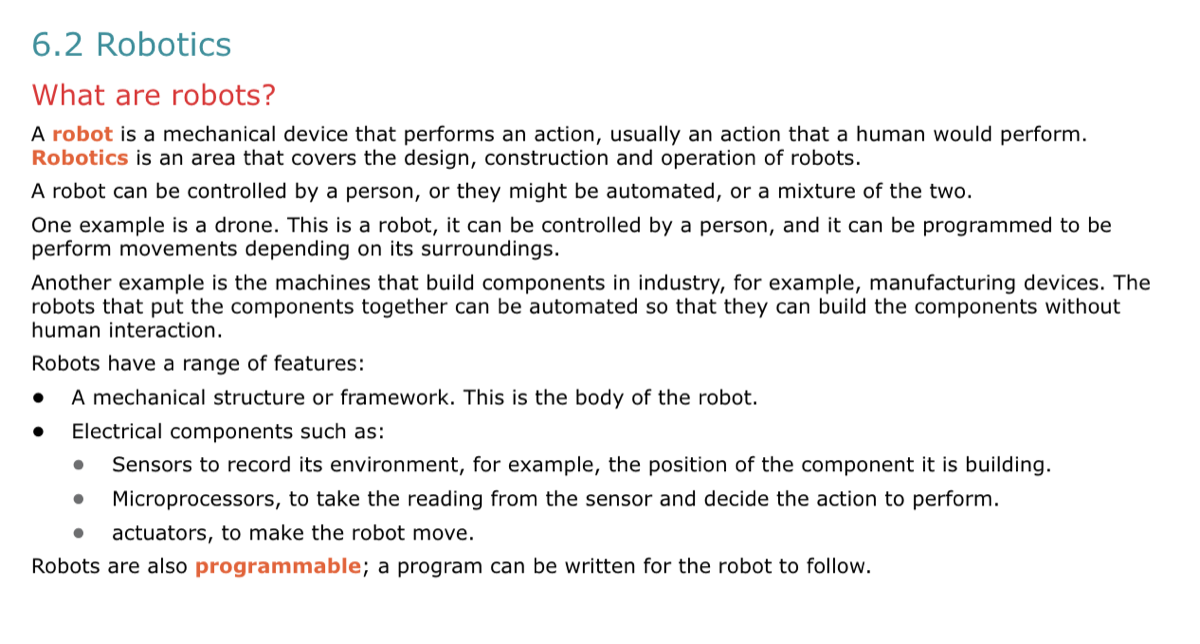 6.2 Robotics
What are robots?
A robot is a mechanical device that performs an action, usually an action that a human would perform.
Robotics is an area that covers the design, construction and operation of robots.
A robot can be controlled by a person, or they might be automated, or a mixture of the two.
One example is a drone. This is a robot, it can be controlled by a person, and it can be programmed to be
perform movements depending on its surroundings.
Another example is the machines that build components in industry, for example, manufacturing devices. The
robots that put the components together can be automated so that they can build the components without
human interaction.
Robots have a range of features:
● A mechanical structure or framework. This is the body of the robot.
● Electrical components such as:
● Sensors to record its environment, for example, the position of the component it is building.
● Microprocessors, to take the reading from the sensor and decide the action to perform.
● actuators, to make the robot move.
Robots are also programmable; a program can be written for the robot to follow.